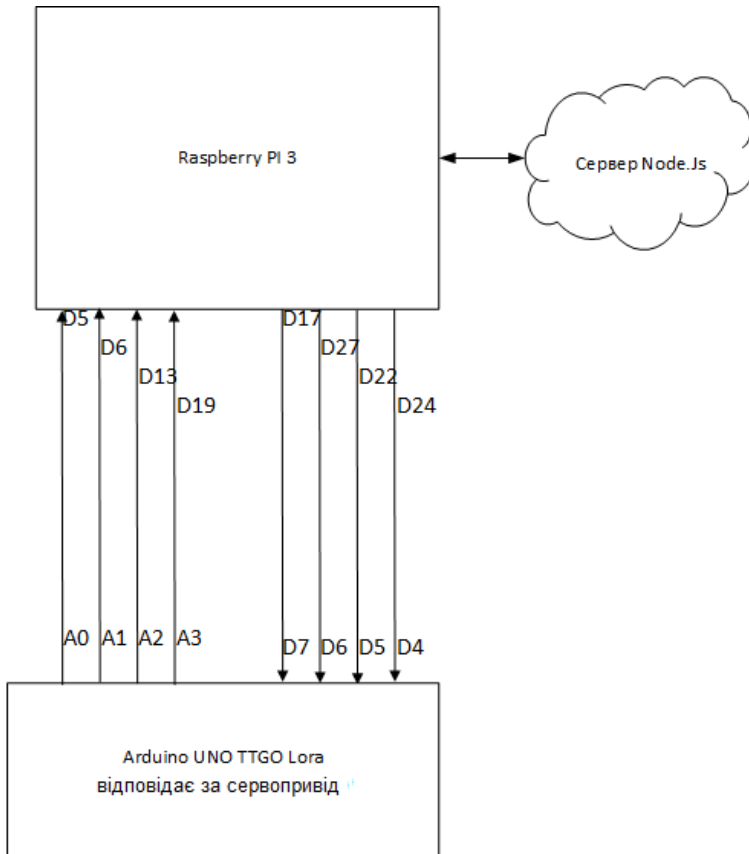 Raspberry PI 3
Сервер Node.Js
D5 D17
D6 D27
D13 D22
D19 D24
A0 A1 A2 A3 D7 D6 D5 D4
Arduino UNO TTGO Lora
відповідає за сервопривід